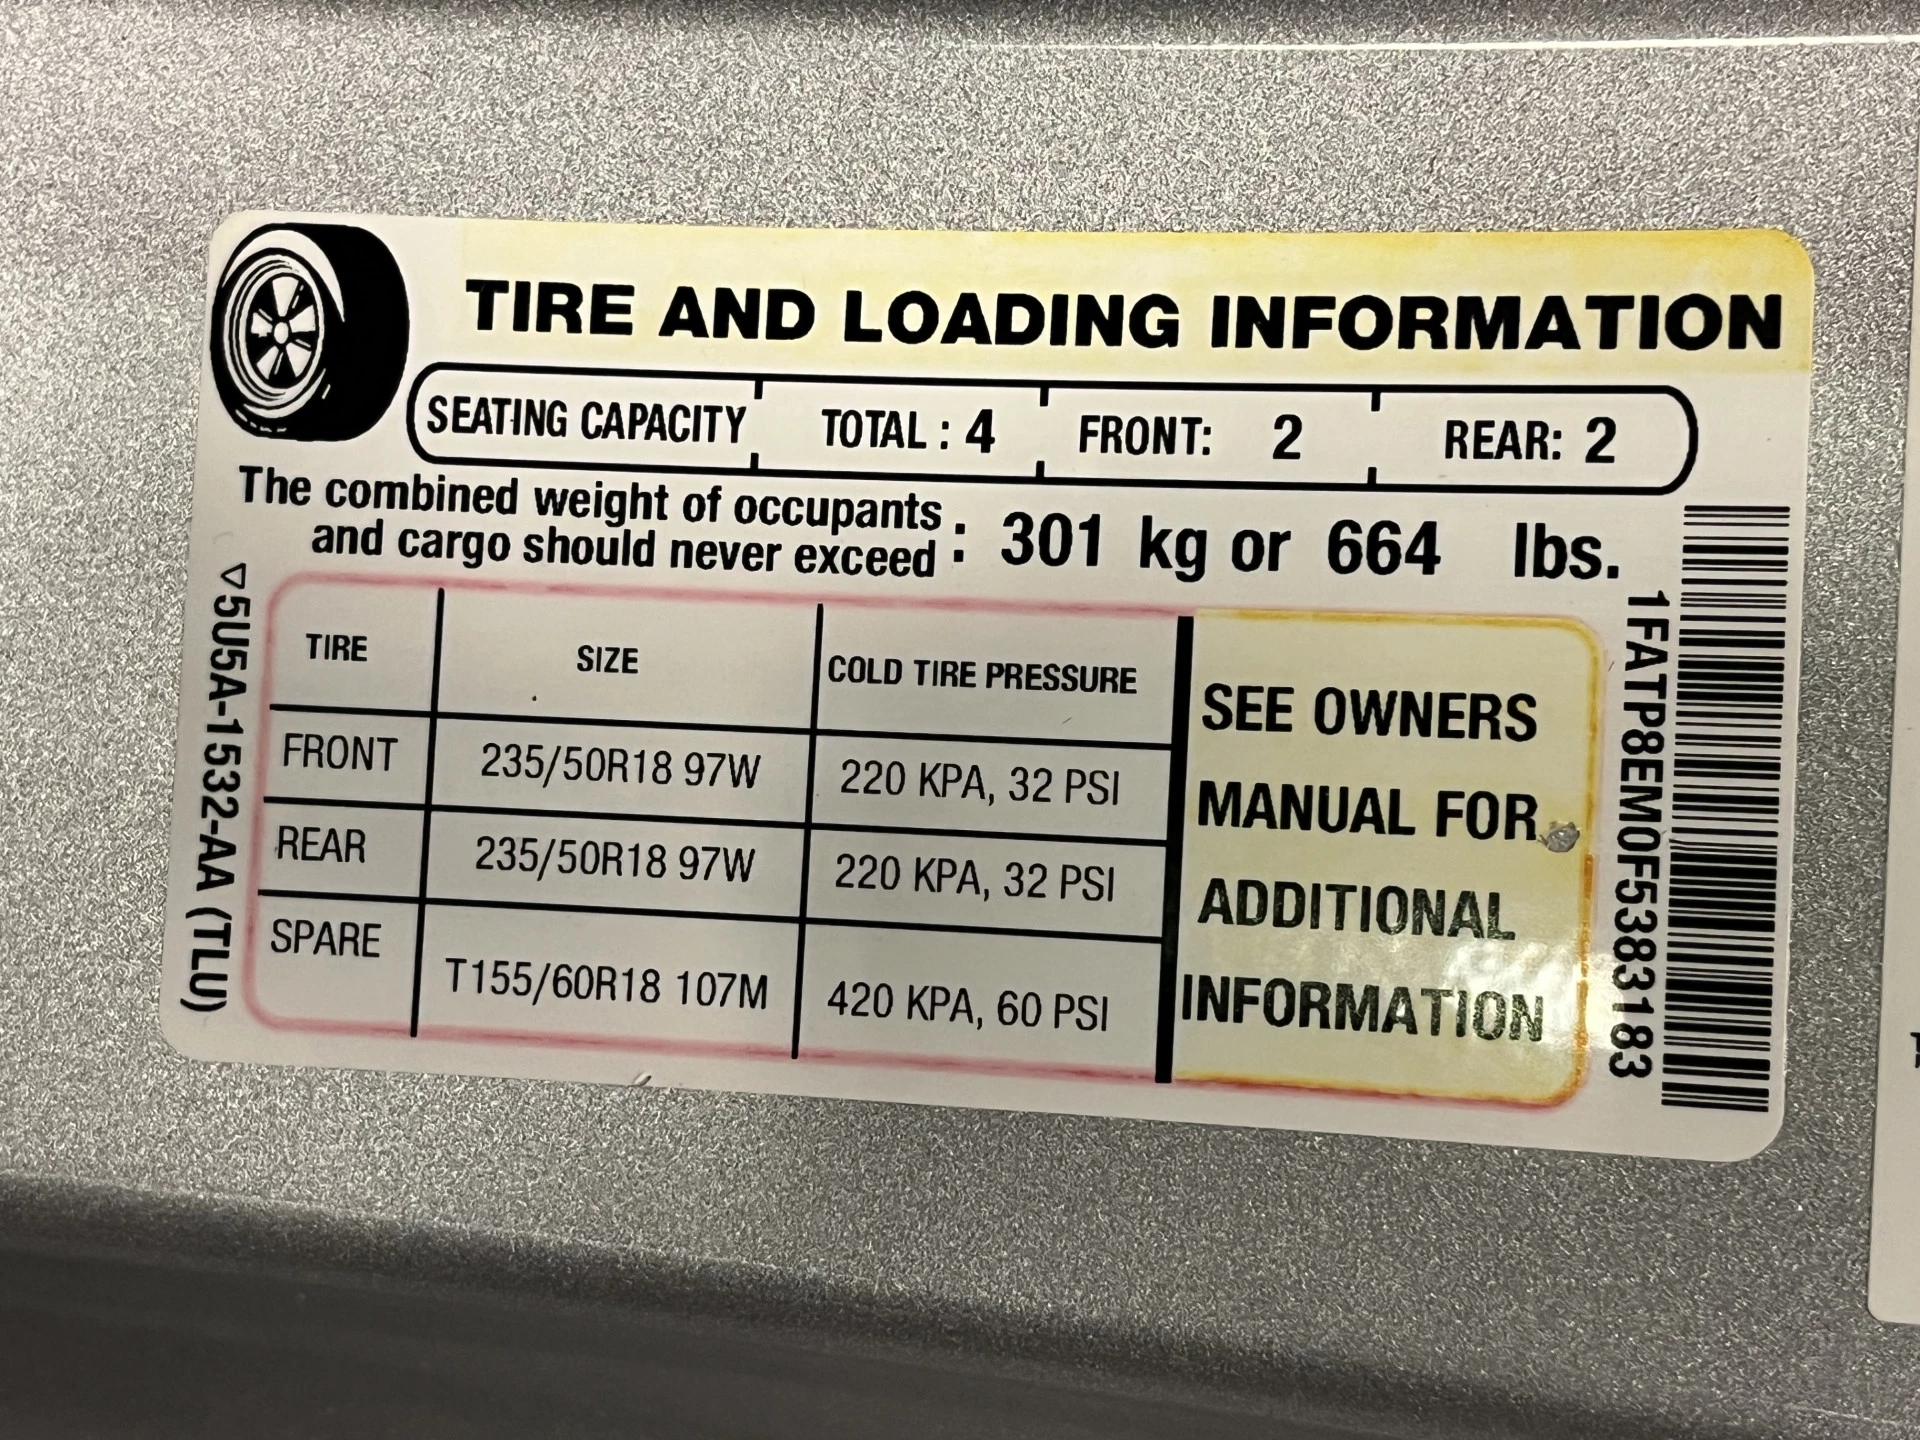 TIRE AND LOADING INFORMATION
SEATING CAPACITY TOTAL : 4 FRONT: 2 REAR: 2
The combined weight of occupants
and cargo should never exceed : 301 kg or 664 lbs.
TIRE SIZE COLD TIRE PRESSURE
FRONT 235/50R18 97W 220 KPA, 32 PSI
REAR 235/50R18 97W 220 KPA, 32 PSI
SPARE T155/60R18 107M 420 KPA, 60 PSI
SEE OWNERS
MANUAL FOR
ADDITIONAL
INFORMATION
▽5U5A-1532-AA (TLU)
1FATP8EM0F5383183